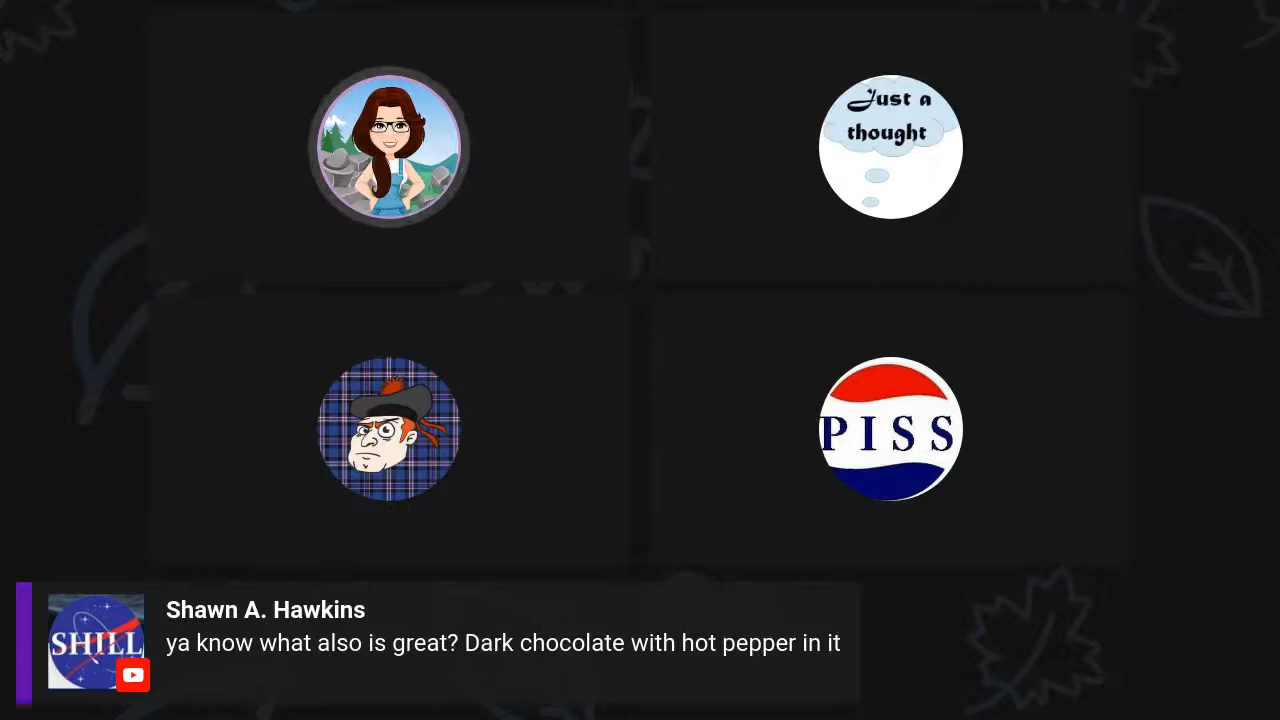 Just a
thought
PISS
SHILL
Shawn A. Hawkins
ya know what also is great? Dark chocolate with hot pepper in it